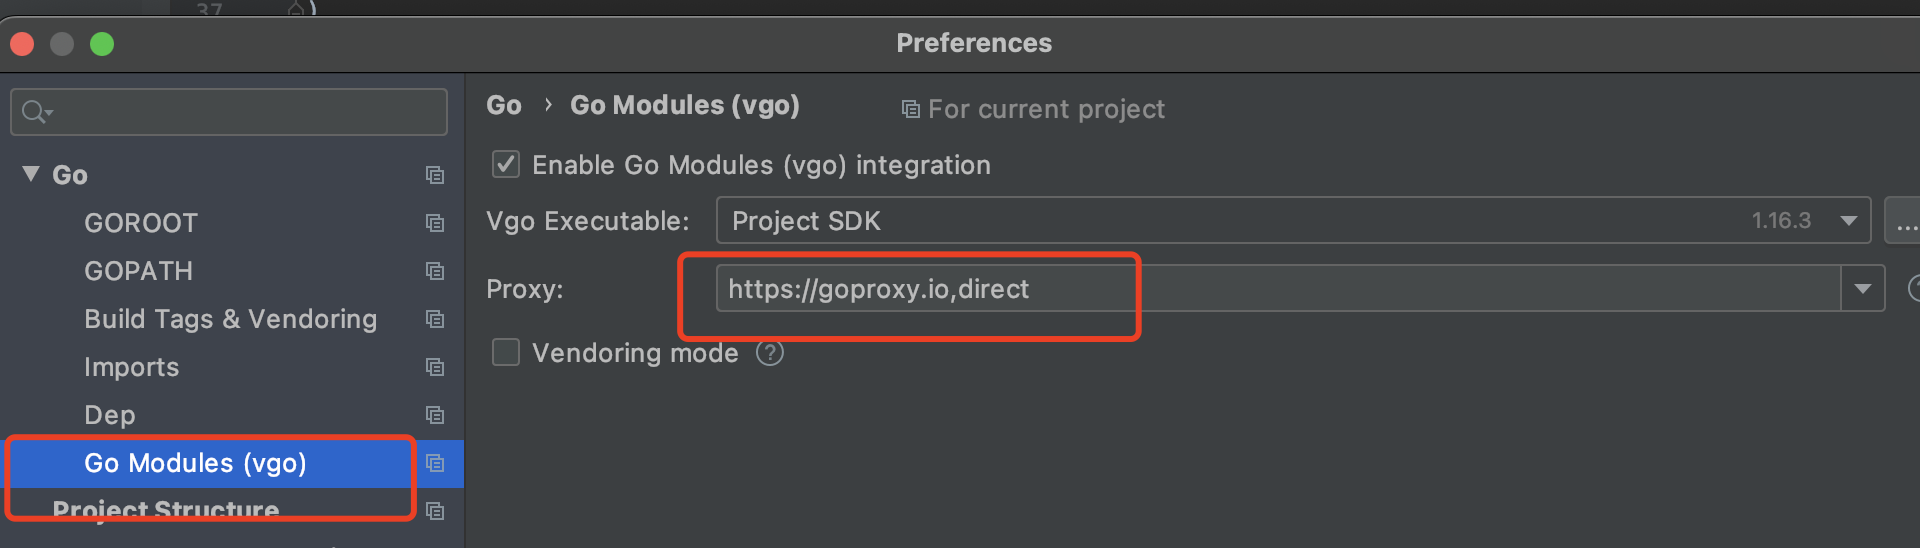 37
Preferences
Go › Go Modules (vgo) For current project
Enable Go Modules (vgo) integration
Go
GOROOT
Vgo Executable: Project SDK 1.16.3 ...
GOPATH
Proxy: https://goproxy.io,direct
Build Tags & Vendoring
Vendoring mode ?
Imports
Dep
Go Modules (vgo)
Project Structure